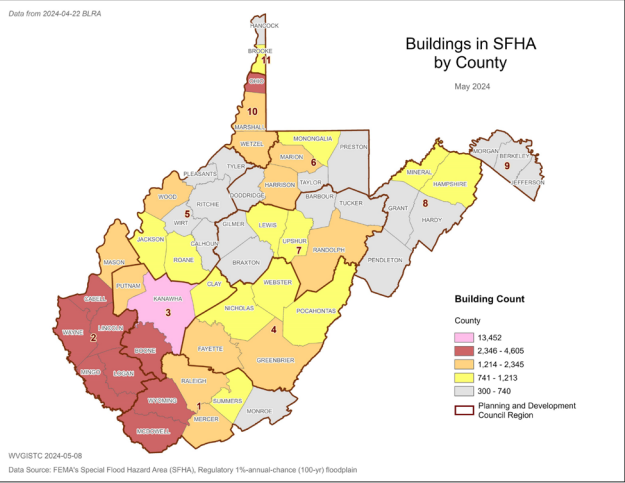 Data from 2024-04-22 BLRA
Buildings in SFHA
by County
May 2024
HANCOCK
BROOKE
11
OHIO
10
MARSHALL
WETZEL
MONONGALIA
PRESTON
MARION
6
MORGAN
BERKELEY
9
JEFFERSON
TYLER
PLEASANTS
HARRISON
TAYLOR
MINERAL
HAMPSHIRE
DODDRIDGE
BARBOUR
TUCKER
GRANT
8
HARDY
WOOD
RITCHIE
5
WIRT
GILMER
LEWIS
UPSHUR
7
RANDOLPH
PENDLETON
JACKSON
CALHOUN
ROANE
BRAXTON
MASON
WEBSTER
CLAY
PUTNAM
KANAWHA
3
CABELL
NICHOLAS
POCAHONTAS
WAYNE
LINCOLN
2
BOONE
4
FAYETTE
GREENBRIER
MINGO
LOGAN
RALEIGH
WYOMING
1
SUMMERS
MONROE
MERCER
MCDOWELL
Building Count
County
13,452
2,346 - 4,605
1,214 - 2,345
741 - 1,213
300 - 740
Planning and Development
Council Region
WVGISTC 2024-05-08
Data Source: FEMA's Special Flood Hazard Area (SFHA), Regulatory 1%-annual-chance (100-yr) floodplain